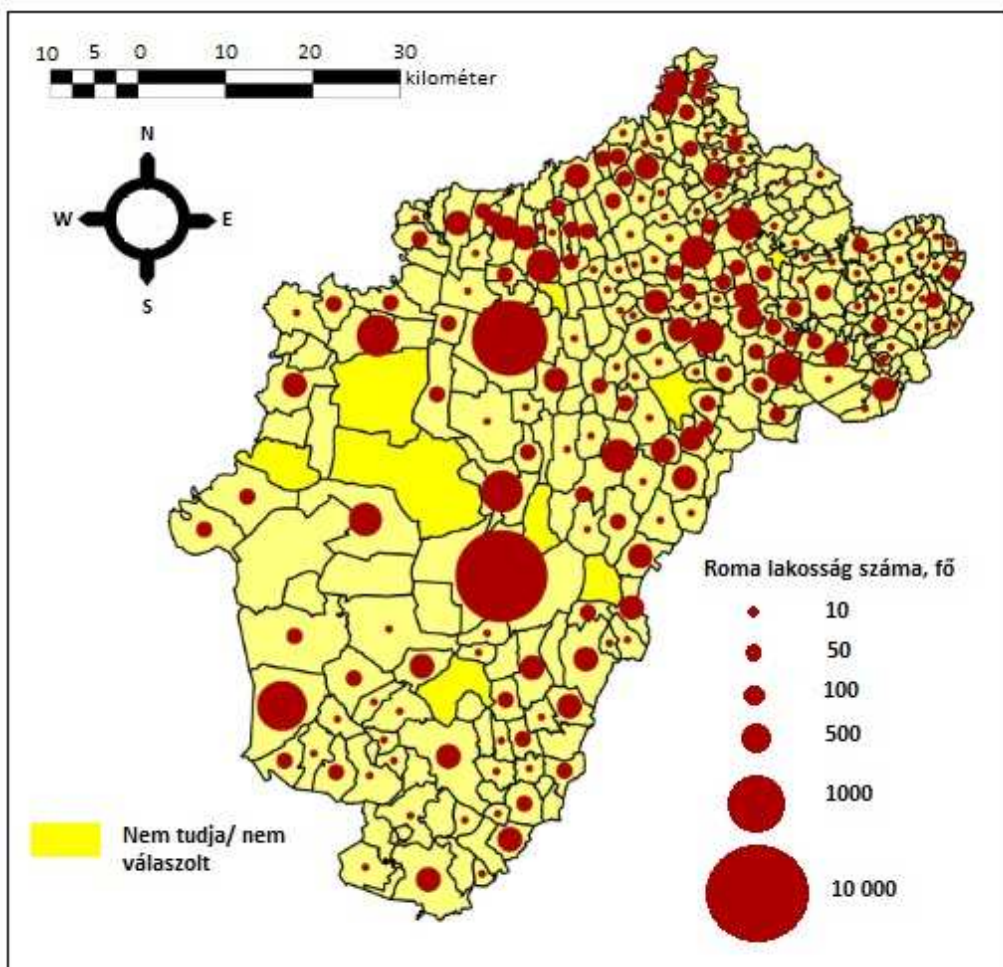 10 5 0 10 20 30
kilométer
N
W E
S
Roma lakosság száma, fő
10
50
100
500
1000
10 000
Nem tudja/ nem
válaszolt